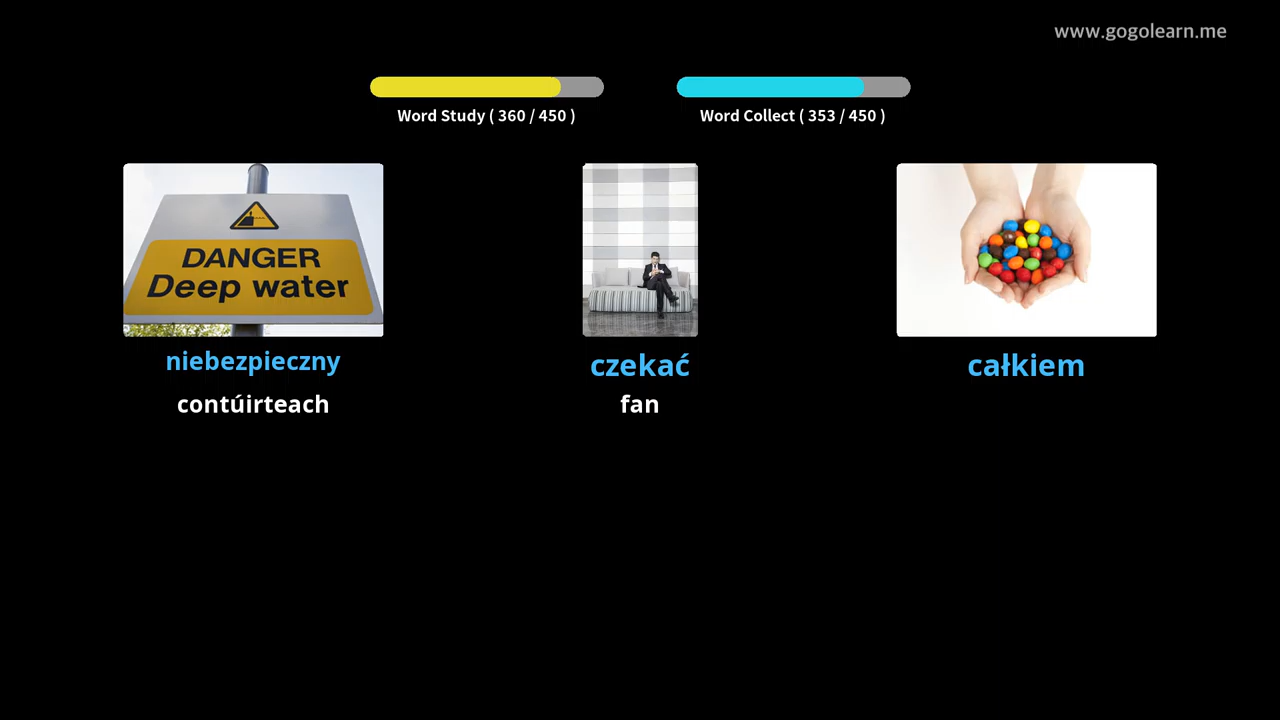 www.gogolearn.me
Word Study ( 360 / 450 )
Word Collect ( 353 / 450 )
DANGER
Deep water
niebezpieczny
czekać
całkiem
contúirteach
fan